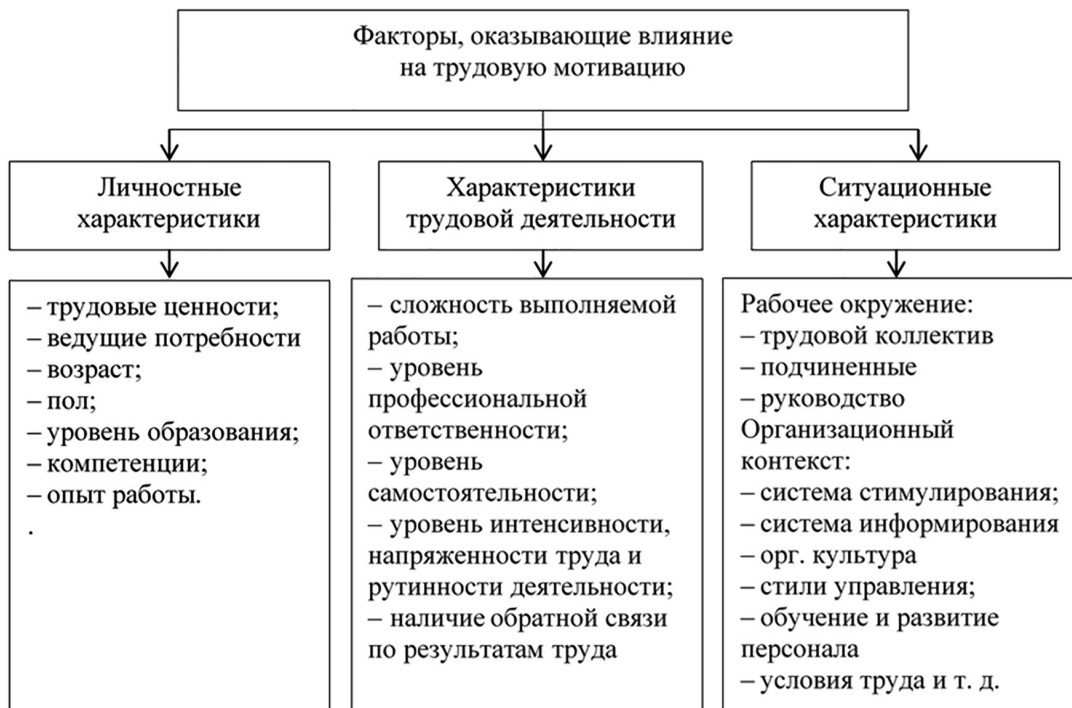 Факторы, оказывающие влияние
на трудовую мотивацию
Личностные
характеристики
Характеристики
трудовой деятельности
Ситуационные
характеристики
– трудовые ценности;
– ведущие потребности
– возраст;
– пол;
– уровень образования;
– компетенции;
– опыт работы.
.
– сложность выполняемой
работы;
– уровень
профессиональной
ответственности;
– уровень
самостоятельности;
– уровень интенсивности,
напряженности труда и
рутинности деятельности;
– наличие обратной связи
по результатам труда
Рабочее окружение:
– трудовой коллектив
– подчиненные
– руководство
Организационный
контекст:
– система стимулирования;
– система информирования
– орг. культура
– стили управления;
– обучение и развитие
персонала
– условия труда и т. д.